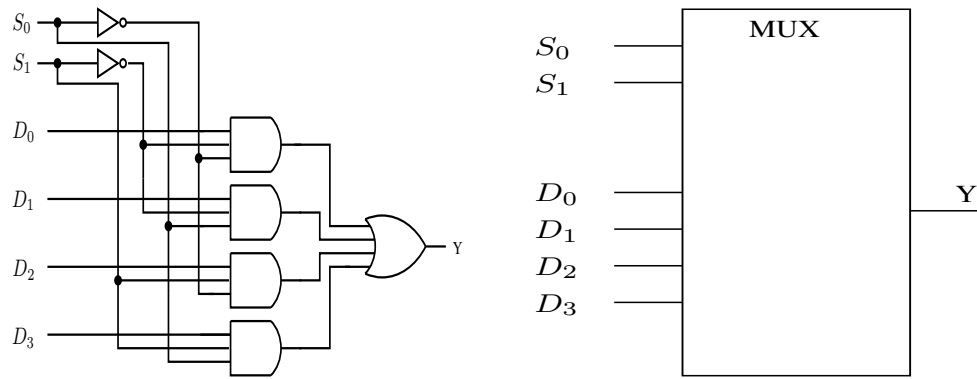 S₀
S₁
D₀
D₁
D₂
D₃
Y
MUX
S₀
S₁
D₀
D₁
D₂
D₃
Y